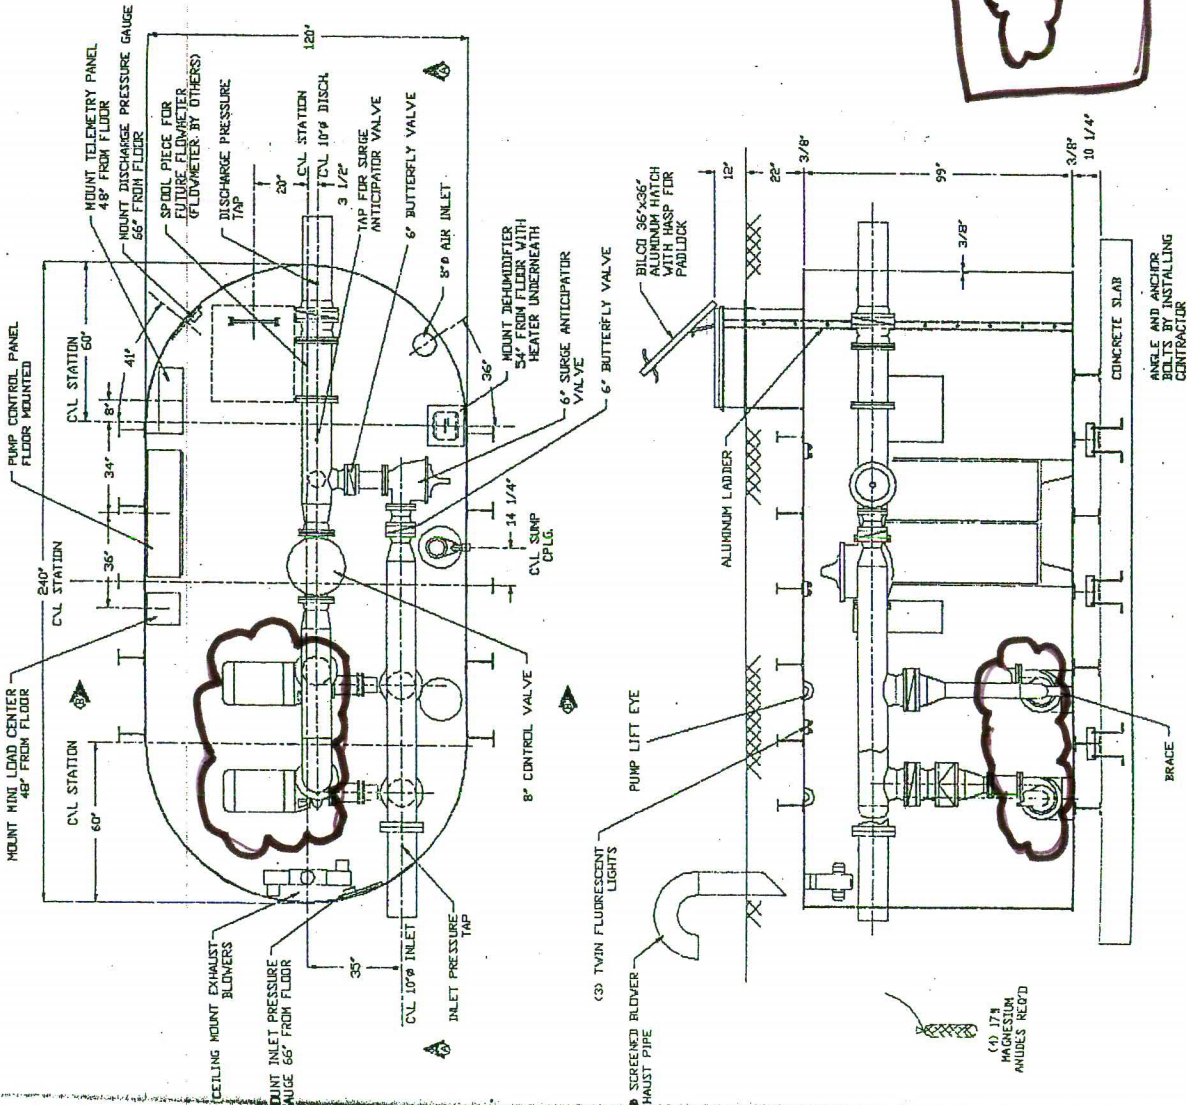 MOUNT TELEMETRY PANEL
48" FROM FLOOR
MOUNT DISCHARGE PRESSURE GAUGE
66" FROM FLOOR
SPOOL PIECE FOR
FUTURE FLOWMETER
(FLOWMETER BY OTHERS)
DISCHARGE PRESSURE
TAP
120"
C\L STATION
C\L 10"Ø DISCH.
20"
3 1/2"
TAP FOR SURGE
ANTICIPATOR VALVE
6" BUTTERFLY VALVE
8"Ø AIR INLET
MOUNT DEHUMIDIFIER
54" FROM FLOOR WITH
HEATER UNDERNEATH
36"
6" SURGE ANTICIPATOR
VALVE
6" BUTTERFLY VALVE
PUMP CONTROL PANEL
FLOOR MOUNTED
C\L STATION
60"
41"
8"
34"
36"
240"
C\L STATION
14 1/4"
C\L SUMP
CPLG.
MOUNT MINI LOAD CENTER
48" FROM FLOOR
C\L STATION
60"
B
B
A
A
8" CONTROL VALVE
CEILING MOUNT EXHAUST
BLOWERS
OUNT INLET PRESSURE
AUGE 66" FROM FLOOR
35"
C\L 10"Ø INLET
INLET PRESSURE
TAP
BILCO 36"x36"
ALUMINUM HATCH
WITH HASP FOR
PADLOCK
12"
22"
3/8"
99"
3/8"
3/8"
10 1/4"
ALUMINUM LADDER
CONCRETE SLAB
ANGLE AND ANCHOR
BOLTS BY INSTALLING
CONTRACTOR
PUMP LIFT EYE
(3) TWIN FLUORESCENT
LIGHTS
SCREENED BLOWER
HAUST PIPE
BRACE
(4) 17#
MAGNESIUM
ANODES REQ'D